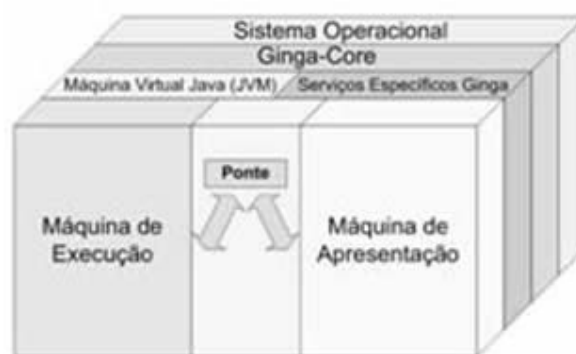 Sistema Operacional
Ginga-Core
Máquina Virtual Java (JVM) Serviços Específicos Ginga
Ponte
Máquina de
Execução
Máquina de
Apresentação